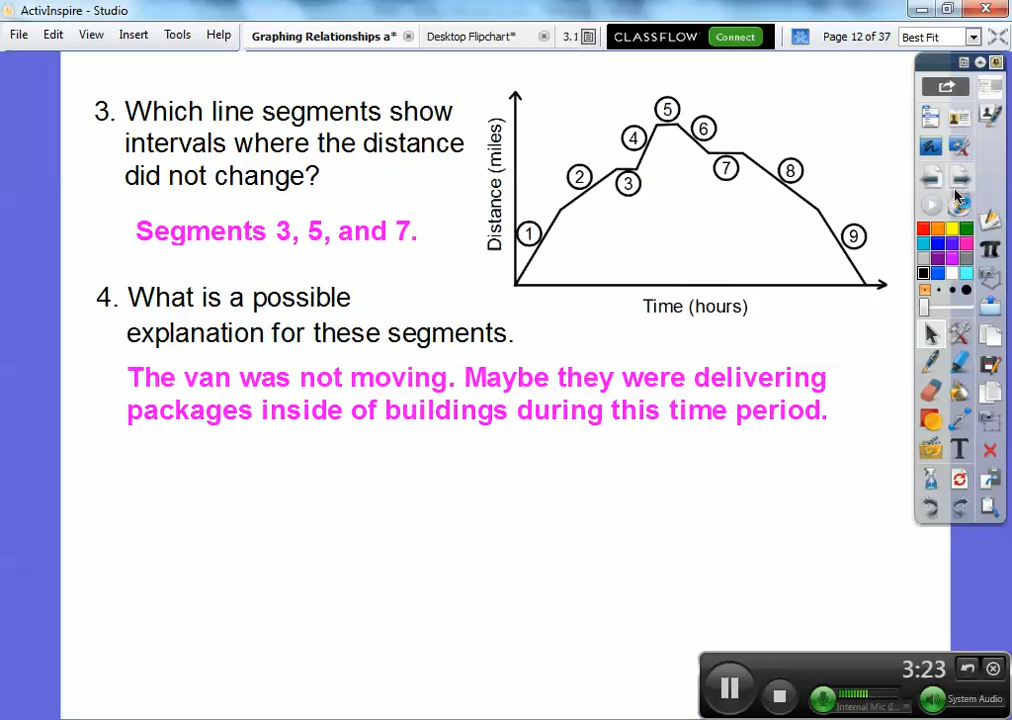 ActivInspire - Studio
File Edit View Insert Tools Help
Graphing Relationships a* Desktop Flipchart* 3.1 CLASSFLOW Connect Page 12 of 37 Best Fit
3. Which line segments show
intervals where the distance
did not change?
Segments 3, 5, and 7.
4. What is a possible
explanation for these segments.
The van was not moving. Maybe they were delivering
packages inside of buildings during this time period.
Distance (miles)
1
2
3
4
5
6
7
8
9
Time (hours)
π
T
3:23
Internal Mic System Audio